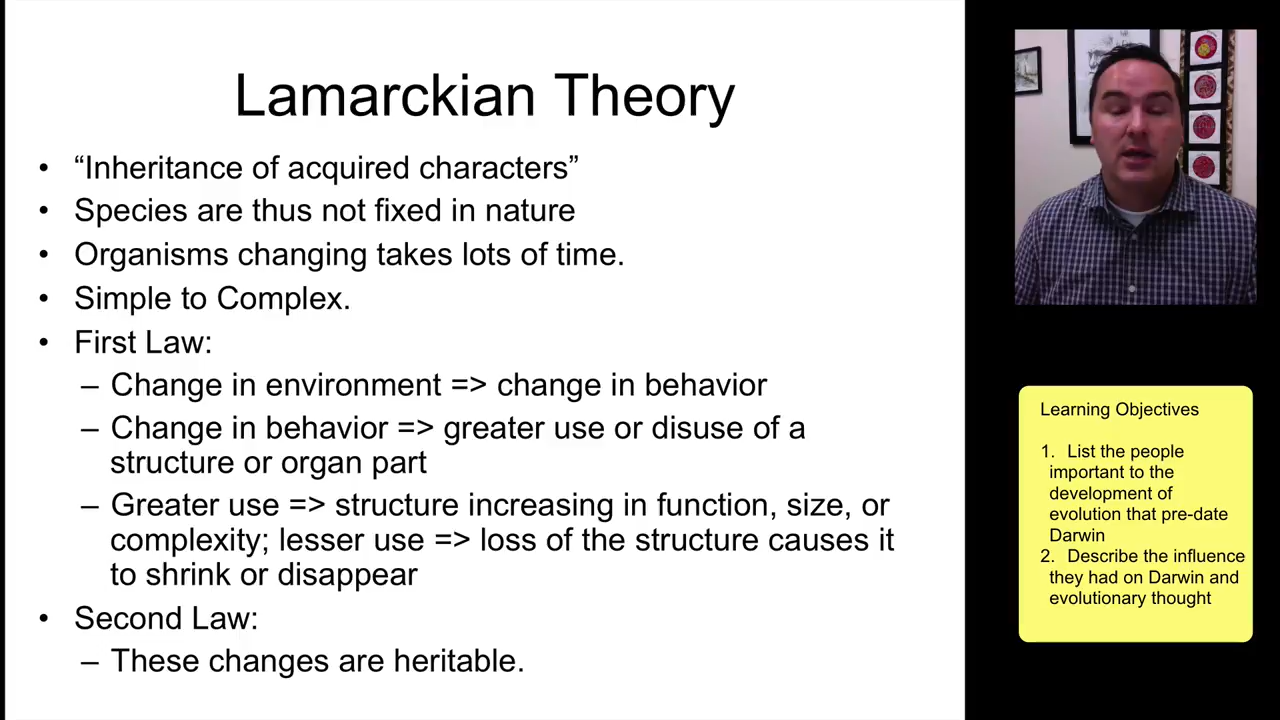 Lamarckian Theory
• “Inheritance of acquired characters”
• Species are thus not fixed in nature
• Organisms changing takes lots of time.
• Simple to Complex.
• First Law:
– Change in environment => change in behavior
– Change in behavior => greater use or disuse of a
structure or organ part
– Greater use => structure increasing in function, size, or
complexity; lesser use => loss of the structure causes it
to shrink or disappear
• Second Law:
– These changes are heritable.
Learning Objectives
1. List the people
important to the
development of
evolution that pre-date
Darwin
2. Describe the influence
they had on Darwin and
evolutionary thought